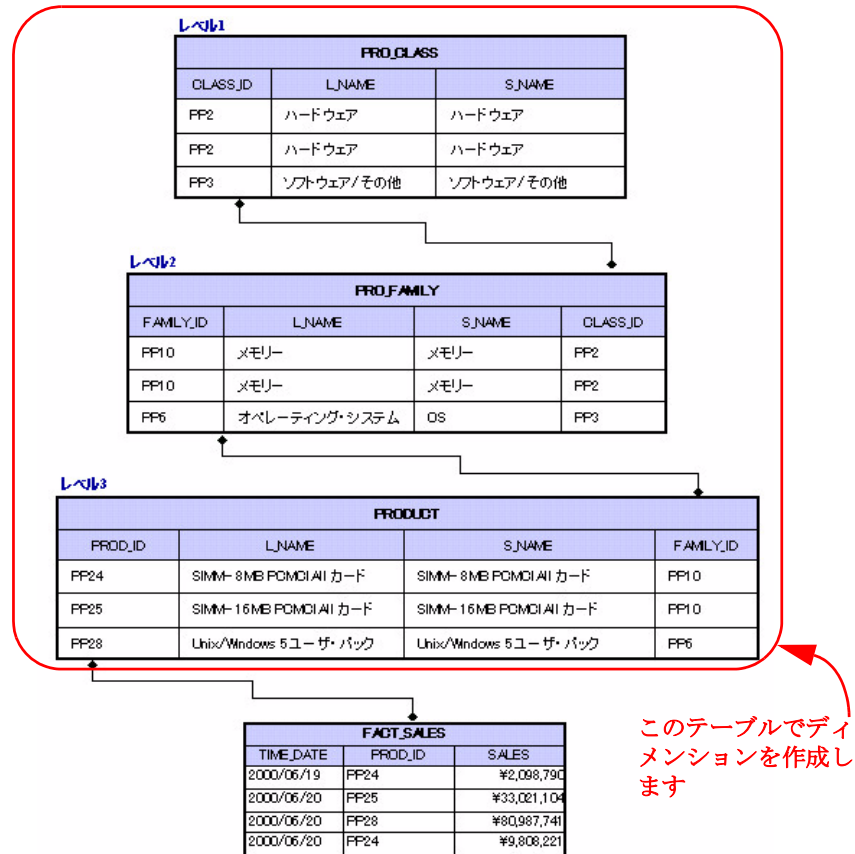 レベル1
PRO_CLASS
CLASS_ID L_NAME S_NAME
PP2 ハードウェア ハードウェア
PP2 ハードウェア ハードウェア
PP3 ソフトウェア/その他 ソフトウェア/その他
レベル2
PRO_FAMILY
FAMILY_ID L_NAME S_NAME CLASS_ID
PP10 メモリー メモリー PP2
PP10 メモリー メモリー PP2
PP6 オペレーティング・システム OS PP3
レベル3
PRODUCT
PROD_ID L_NAME S_NAME FAMILY_ID
PP24 SIMM- 8MB PCMCIAII カード SIMM- 8MB PCMCIAII カード PP10
PP25 SIMM- 16MB PCMCIAII カード SIMM- 16MB PCMCIAII カード PP10
PP28 Unix/Windows 5ユーザ・パック Unix/Windows 5ユーザ・パック PP6
このテーブルでディ
メンションを作成し
ます
FACT_SALES
TIME_DATE PROD_ID SALES
2000/06/19 PP24 ¥2,098,790
2000/06/20 PP25 ¥33,021,104
2000/06/20 PP28 ¥80,987,741
2000/06/20 PP24 ¥9,808,221